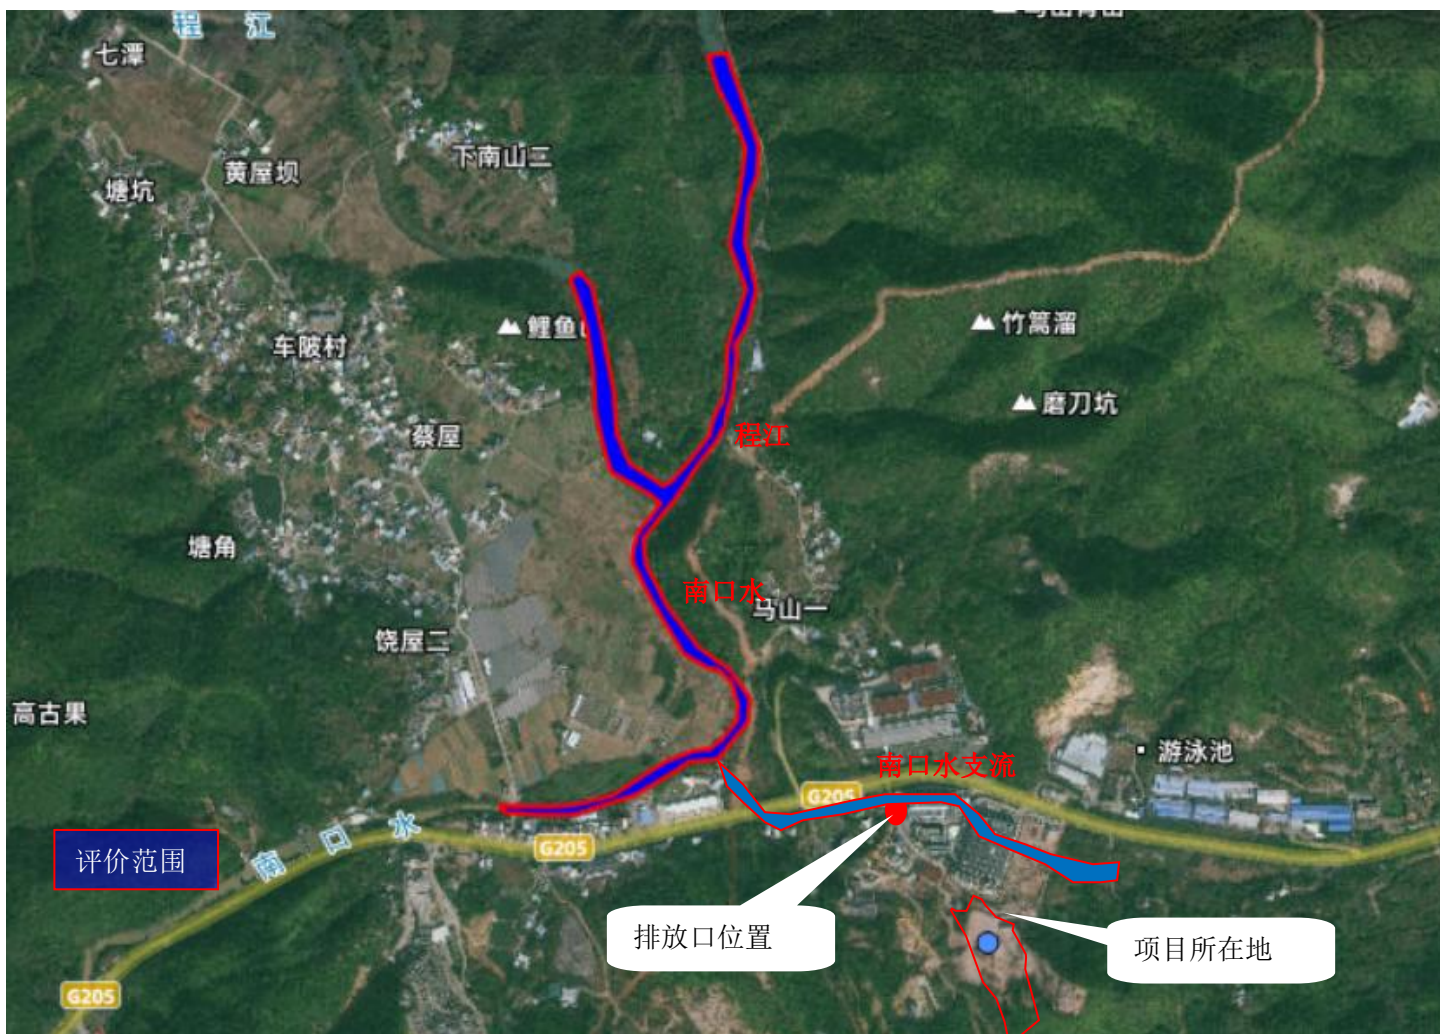 程江
七潭
下南山二
黄屋坝
塘坑
鲤鱼
竹篙溜
车陂村
磨刀坑
蔡屋
程江
塘角
南口水
马山一
饶屋二
高古果
游泳池
南口水支流
G205
南口水
G205
评价范围
排放口位置
项目所在地
G205